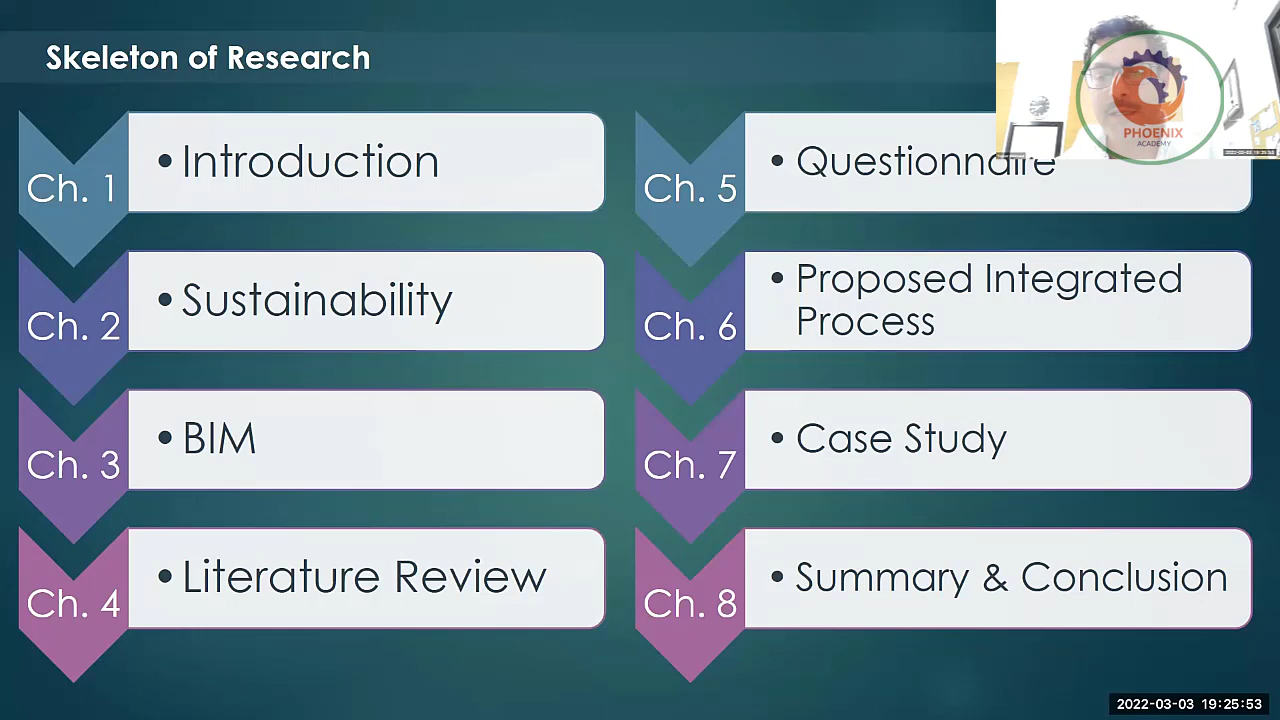 Skeleton of Research
PHOENIX
ACADEMY
Ch. 1
• Introduction
Ch. 2
• Sustainability
Ch. 3
• BIM
Ch. 4
• Literature Review
Ch. 5
• Questionnaire
Ch. 6
• Proposed Integrated
Process
Ch. 7
• Case Study
Ch. 8
• Summary & Conclusion
2022-03-03 19:25:53